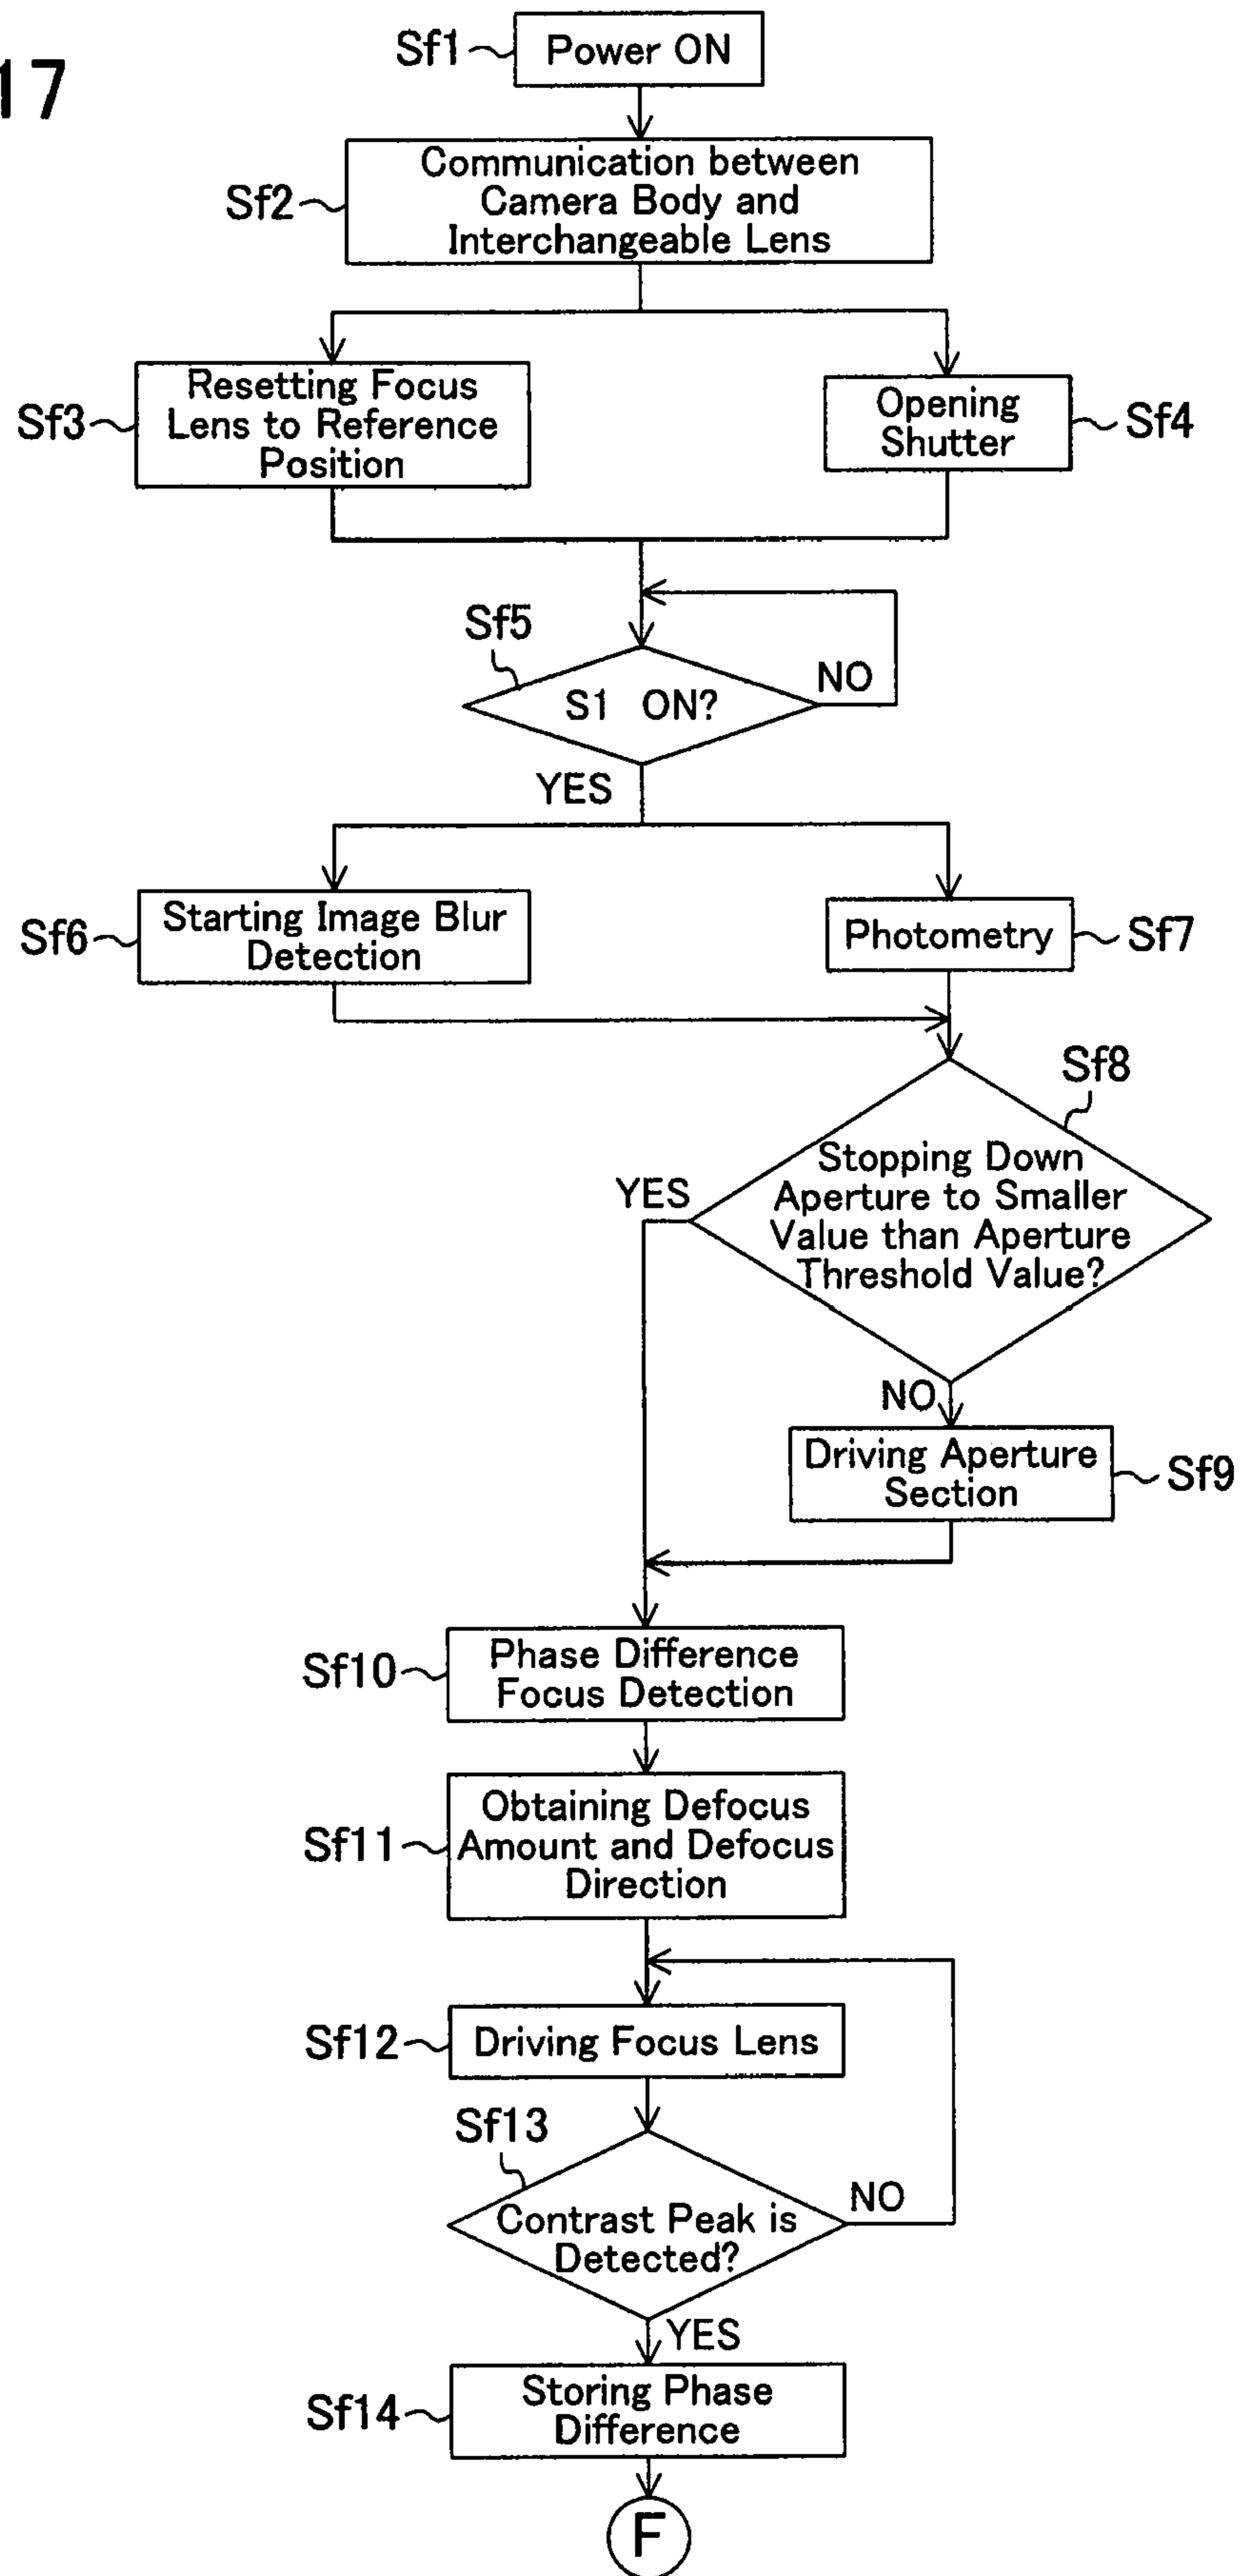 17
Sf1
Power ON
Sf2
Communication between
Camera Body and
Interchangeable Lens
Sf3
Resetting Focus
Lens to Reference
Position
Opening
Shutter
Sf4
Sf5
S1 ON?
NO
YES
Sf6
Starting Image Blur
Detection
Photometry
Sf7
Sf8
YES
Stopping Down
Aperture to Smaller
Value than Aperture
Threshold Value?
NO
Driving Aperture
Section
Sf9
Sf10
Phase Difference
Focus Detection
Sf11
Obtaining Defocus
Amount and Defocus
Direction
Sf12
Driving Focus Lens
Sf13
Contrast Peak is
Detected?
NO
YES
Sf14
Storing Phase
Difference
F